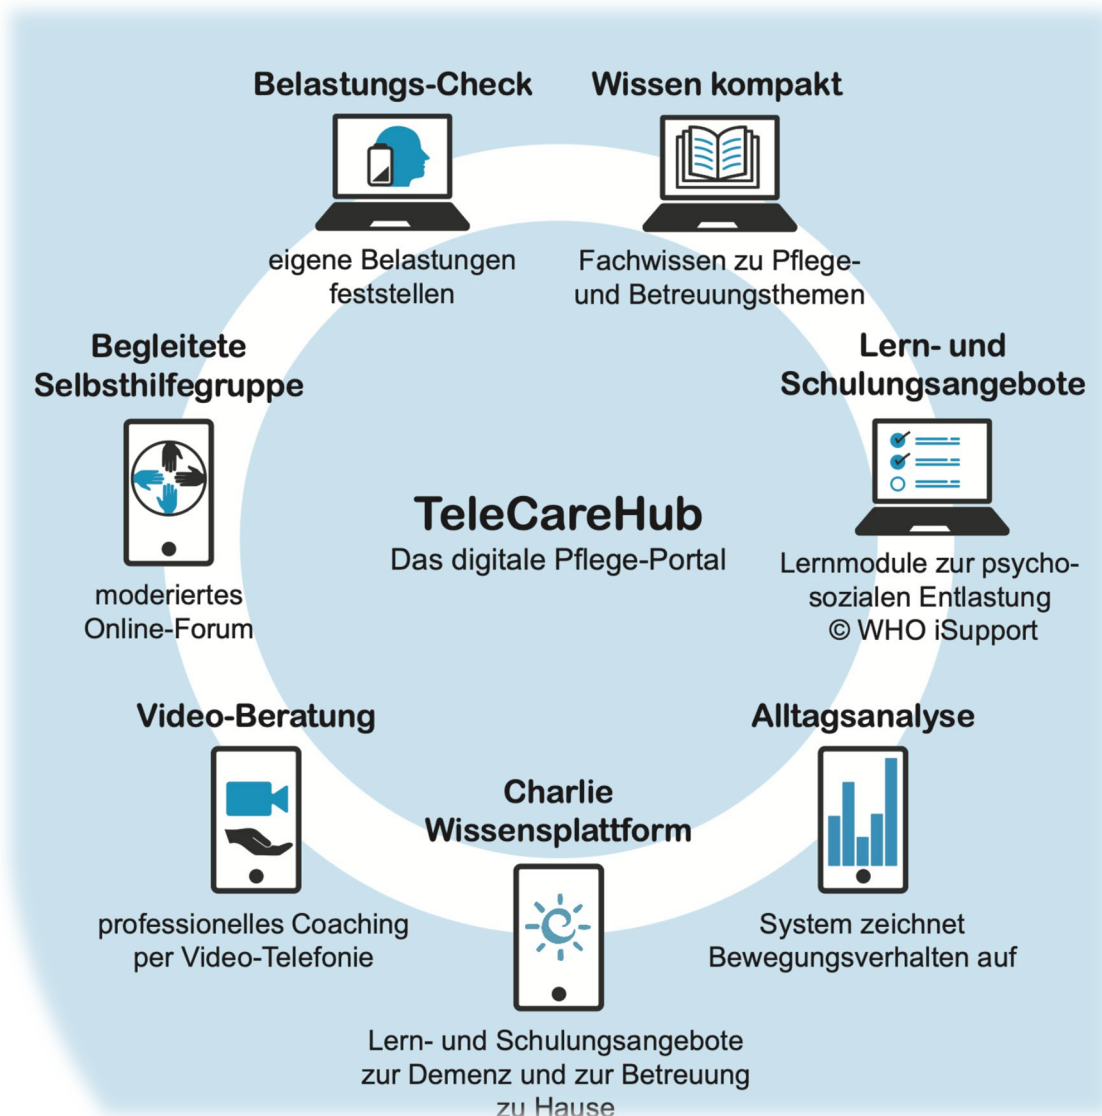 Belastungs-Check
eigene Belastungen
feststellen
Wissen kompakt
Fachwissen zu Pflege-
und Betreuungsthemen
Begleitete
Selbsthilfegruppe
moderiertes
Online-Forum
TeleCareHub
Das digitale Pflege-Portal
Lern- und
Schulungsangebote
Lernmodule zur psycho-
sozialen Entlastung
© WHO iSupport
Video-Beratung
professionelles Coaching
per Video-Telefonie
Charlie
Wissensplattform
Lern- und Schulungsangebote
zur Demenz und zur Betreuung
zu Hause
Alltagsanalyse
System zeichnet
Bewegungsverhalten auf